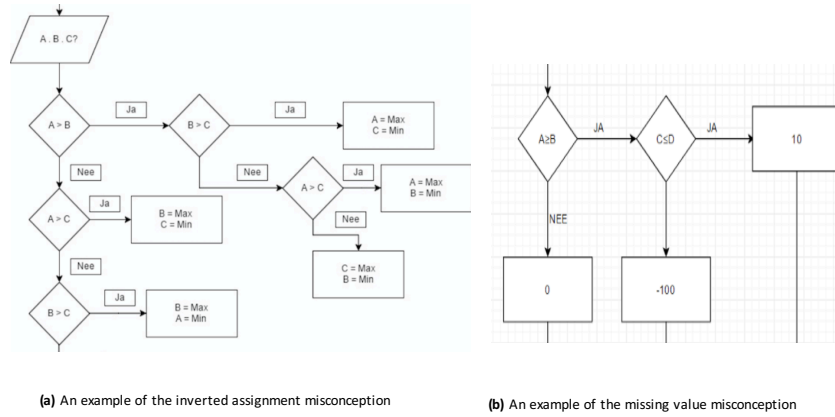 A . B . C?
A > B
Ja
B > C
Ja
A = Max
C = Min
Nee
Nee
A > C
Ja
A = Max
B = Min
A > C
Ja
B = Max
C = Min
Nee
C = Max
B = Min
Nee
B > C
Ja
B = Max
A = Min
A≥B
JA
C≤D
JA
10
NEE
0
-100
(a) An example of the inverted assignment misconception
(b) An example of the missing value misconception